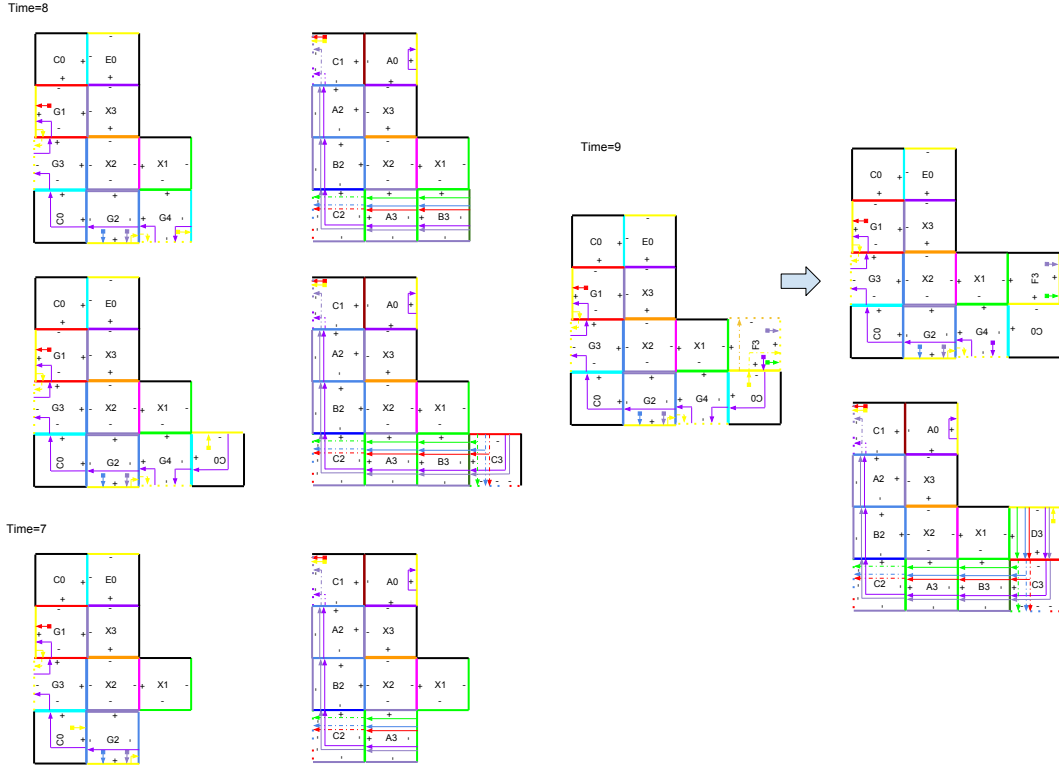 Time=8
C0 + - E0
+ +
G1 - X3
+ - +
G3 X2 X1
C0 G2 G4
C1 A0
A2 + - X3
B2 X2 X1
C2 A3 B3
C0 + - E0
G1 X3
G3 X2 X1
C0 G2 G4 C0
C1 A0
A2 + - X3
B2 X2 X1
C2 A3 B3 C3
Time=7
C0 + - E0
G1 X3
G3 X2 X1
C0 G2
C1 A0
A2 + - X3
B2 X2 X1
C2 A3
Time=9
C0 + - E0
G1 X3
G3 X2 X1 F3
C0 G2 G4 C0
C0 + - E0
G1 X3
G3 X2 X1 F3
C0 G2 G4 C0
C1 A0
A2 + - X3
B2 X2 X1 D3
C2 A3 B3 C3